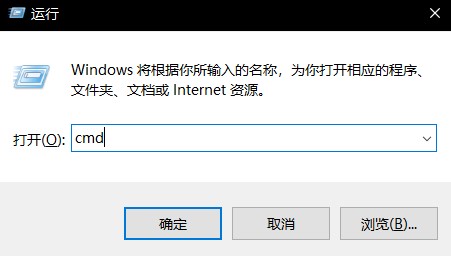 运行
Windows 将根据你所输入的名称，为你打开相应的程序、
文件夹、文档或 Internet 资源。
打开(O): cmd
确定 取消 浏览(B)...